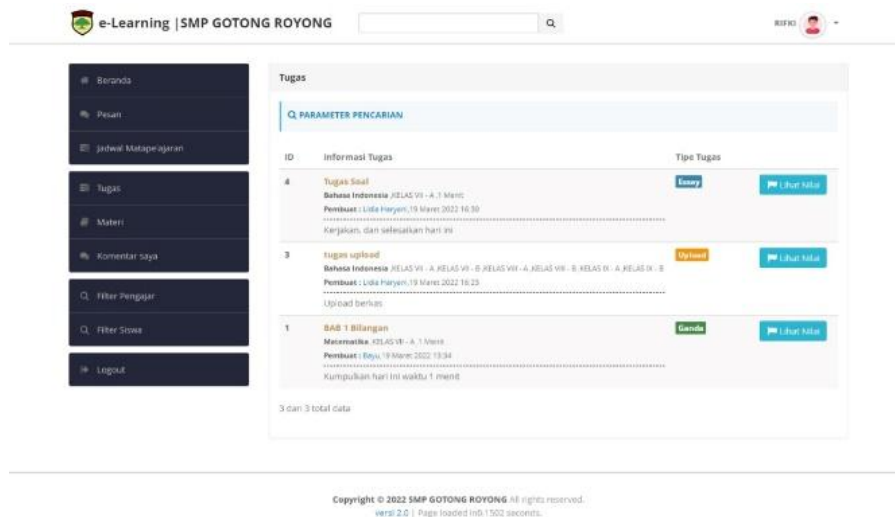 e-Learning |SMP GOTONG ROYONG
RIFKI
Beranda
Pesan
Jadwal Matapelajaran
Tugas
Materi
Komentar saya
Filter Pengajar
Filter Siswa
Logout
Tugas
PARAMETER PENCARIAN
ID Informasi Tugas Tipe Tugas
4 Tugas Soal Essay Lihat Nilai
Bahasa Indonesia ,KELAS VII - A ,1 Menit
Pembuat : Lidia Haryani ,19 Maret 2022 16:30
Kerjakan, dan selesaikan hari ini
3 tugas upload Upload Lihat Nilai
Bahasa Indonesia ,KELAS VII - A ,KELAS VII - B ,KELAS VIII - A ,KELAS VIII - B ,KELAS IX - A ,KELAS IX - B
Pembuat : Lidia Haryani ,19 Maret 2022 16:25
Upload berkas
1 BAB 1 Bilangan Ganda Lihat Nilai
Matematika ,KELAS VII - A ,1 Menit
Pembuat : Bayu ,19 Maret 2022 13:34
Kumpulkan hari ini waktu 1 menit
3 dari 3 total data
Copyright © 2022 SMP GOTONG ROYONG All rights reserved.
versi 2.0 | Page loaded in0.1502 seconds.